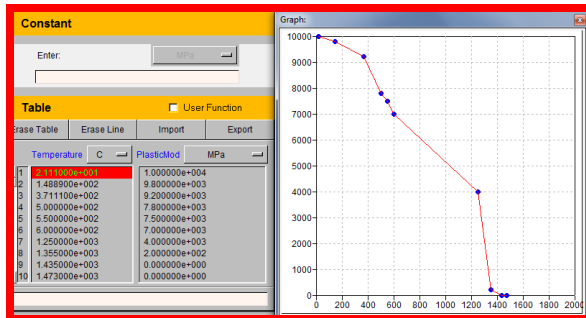 Constant
Enter:
MPa
Table
User Function
Erase Table Erase Line Import Export
Temperature C PlasticMod MPa
1 2.111000e+001 1.000000e+004
2 1.488900e+002 9.800000e+003
3 3.711100e+002 9.200000e+003
4 5.000000e+002 7.800000e+003
5 5.500000e+002 7.500000e+003
6 6.000000e+002 7.000000e+003
7 1.250000e+003 4.000000e+003
8 1.355000e+003 2.000000e+002
9 1.435000e+003 0.000000e+000
10 1.473000e+003 0.000000e+000
Graph:
10000
9000
8000
7000
6000
5000
4000
3000
2000
1000
0
0 200 400 600 800 1000 1200 1400 1600 1800 2000